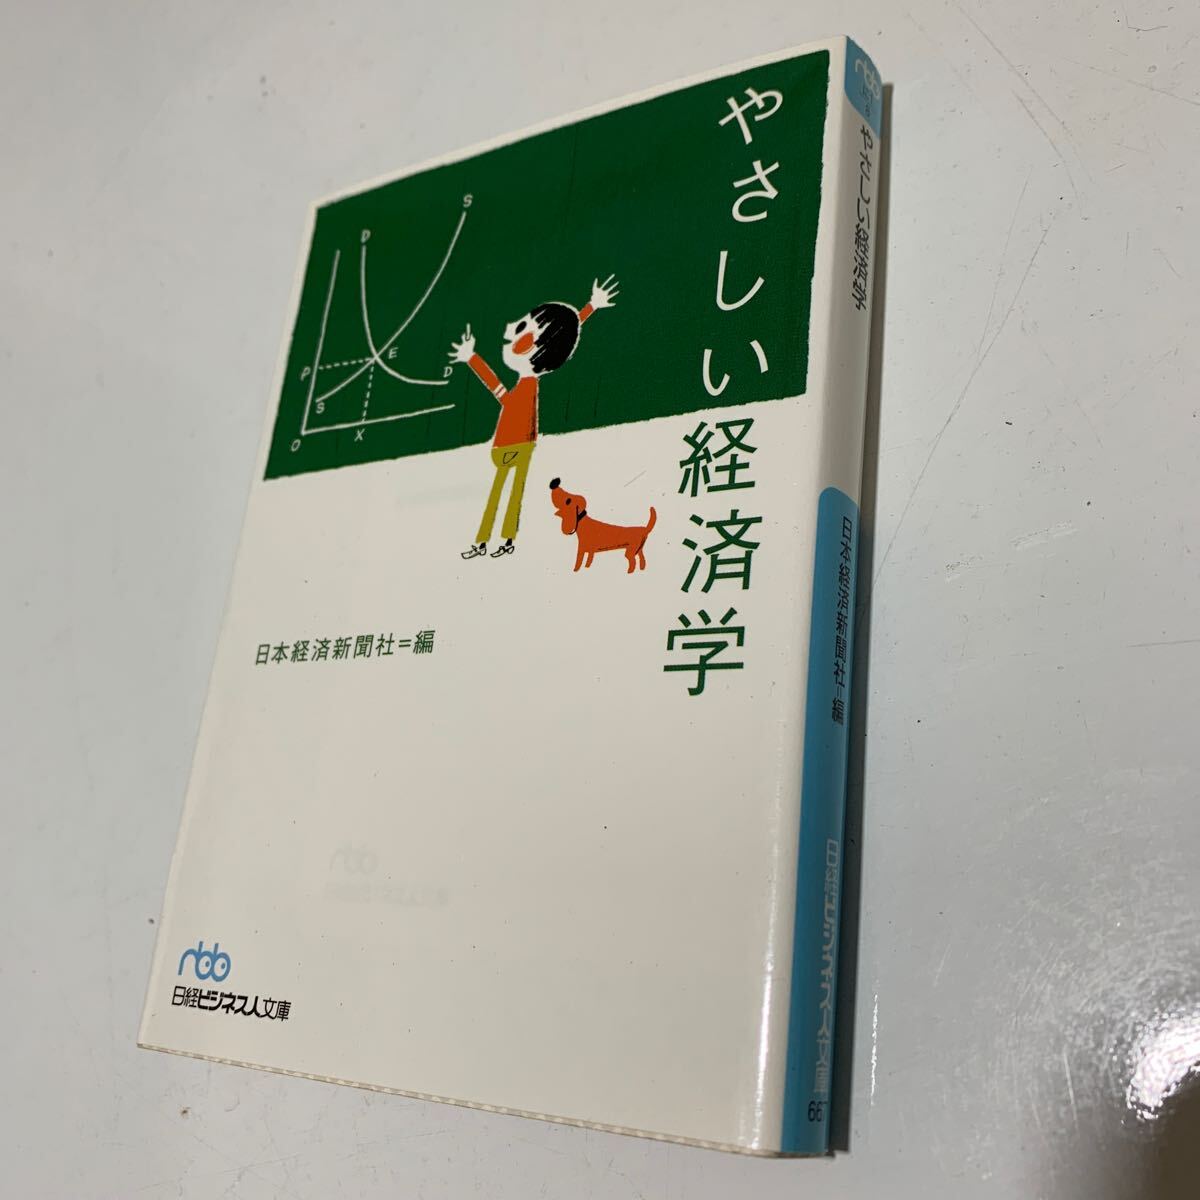 やさしい経済学
S
D
P
E
D
S
O
X
日本経済新聞社=編
nbb
日経ビジネス人文庫
nbb
やさしい経済学
日本経済新聞社=編
日経ビジネス人文庫